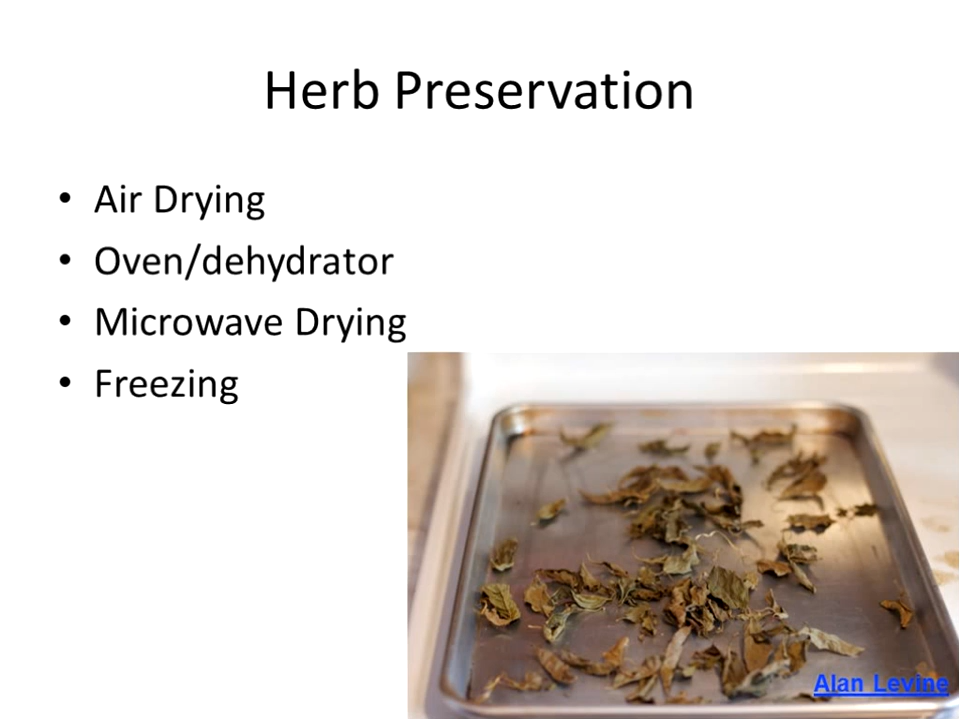 Herb Preservation
• Air Drying
• Oven/dehydrator
• Microwave Drying
• Freezing
Alan Levine